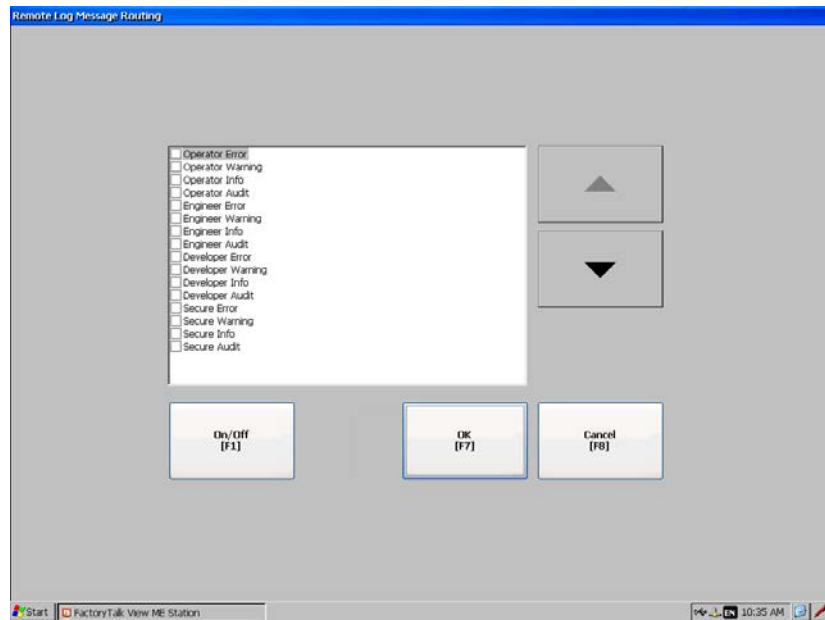 Remote Log Message Routing
Operator Error
Operator Warning
Operator Info
Operator Audit
Engineer Error
Engineer Warning
Engineer Info
Engineer Audit
Developer Error
Developer Warning
Developer Info
Developer Audit
Secure Error
Secure Warning
Secure Info
Secure Audit
On/Off
[F1]
OK
[F7]
Cancel
[F8]
Start
FactoryTalk View ME Station
EN
10:35 AM